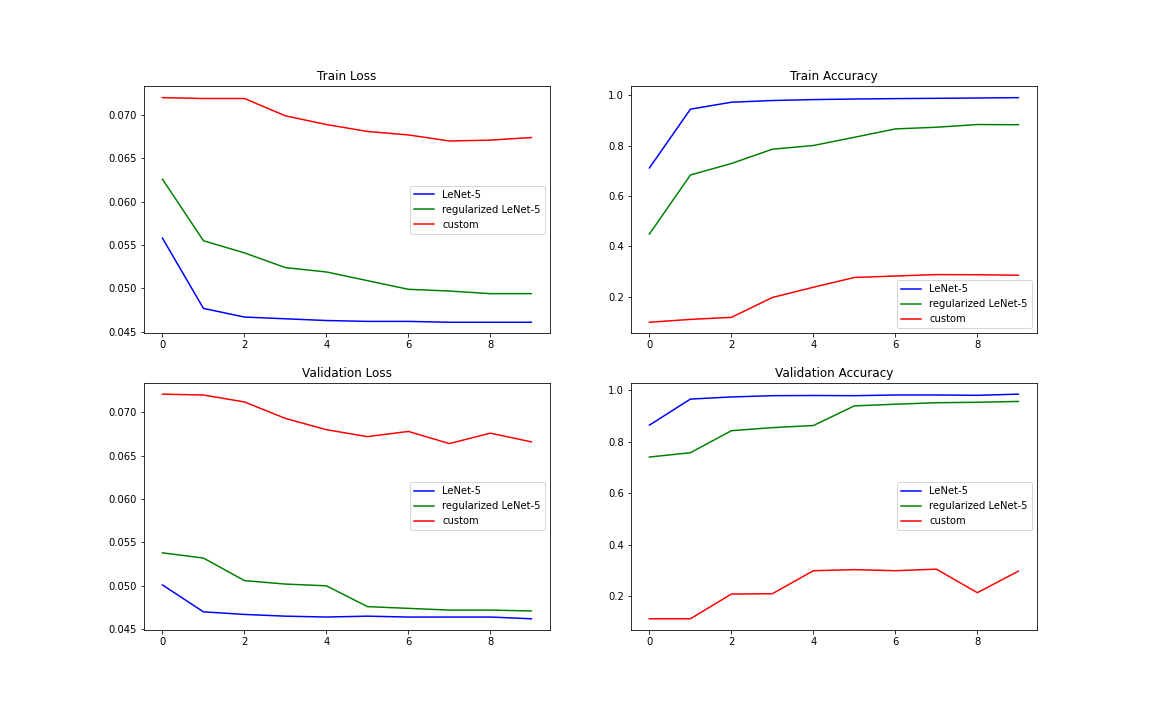 Train Loss
0.070
0.065
0.060
0.055
0.050
0.045
LeNet-5
regularized LeNet-5
custom
0 2 4 6 8
Train Accuracy
1.0
0.8
0.6
0.4
0.2
LeNet-5
regularized LeNet-5
custom
0 2 4 6 8
Validation Loss
0.070
0.065
0.060
0.055
0.050
0.045
LeNet-5
regularized LeNet-5
custom
0 2 4 6 8
Validation Accuracy
1.0
0.8
0.6
0.4
0.2
LeNet-5
regularized LeNet-5
custom
0 2 4 6 8